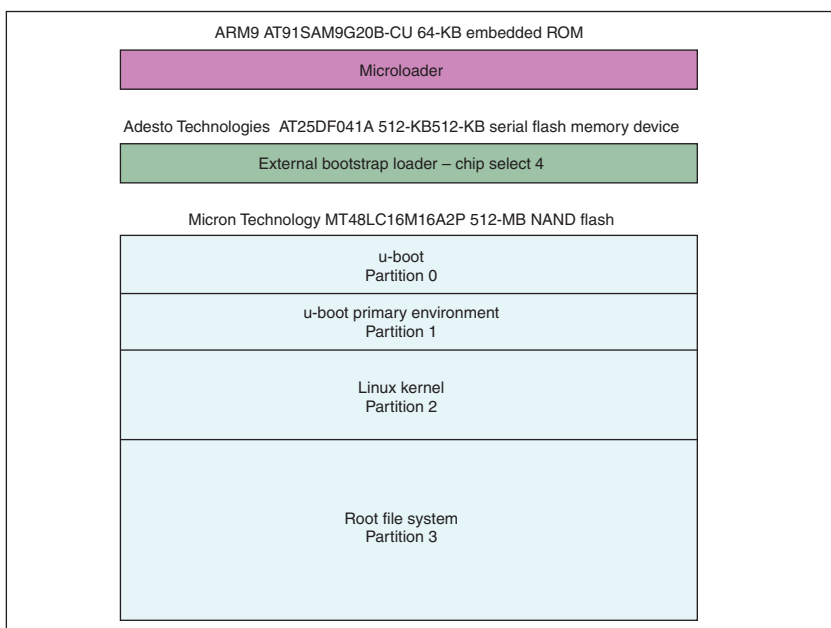 ARM9 AT91SAM9G20B-CU 64-KB embedded ROM
Microloader
Adesto Technologies AT25DF041A 512-KB512-KB serial flash memory device
External bootstrap loader – chip select 4
Micron Technology MT48LC16M16A2P 512-MB NAND flash
u-boot
Partition 0
u-boot primary environment
Partition 1
Linux kernel
Partition 2
Root file system
Partition 3